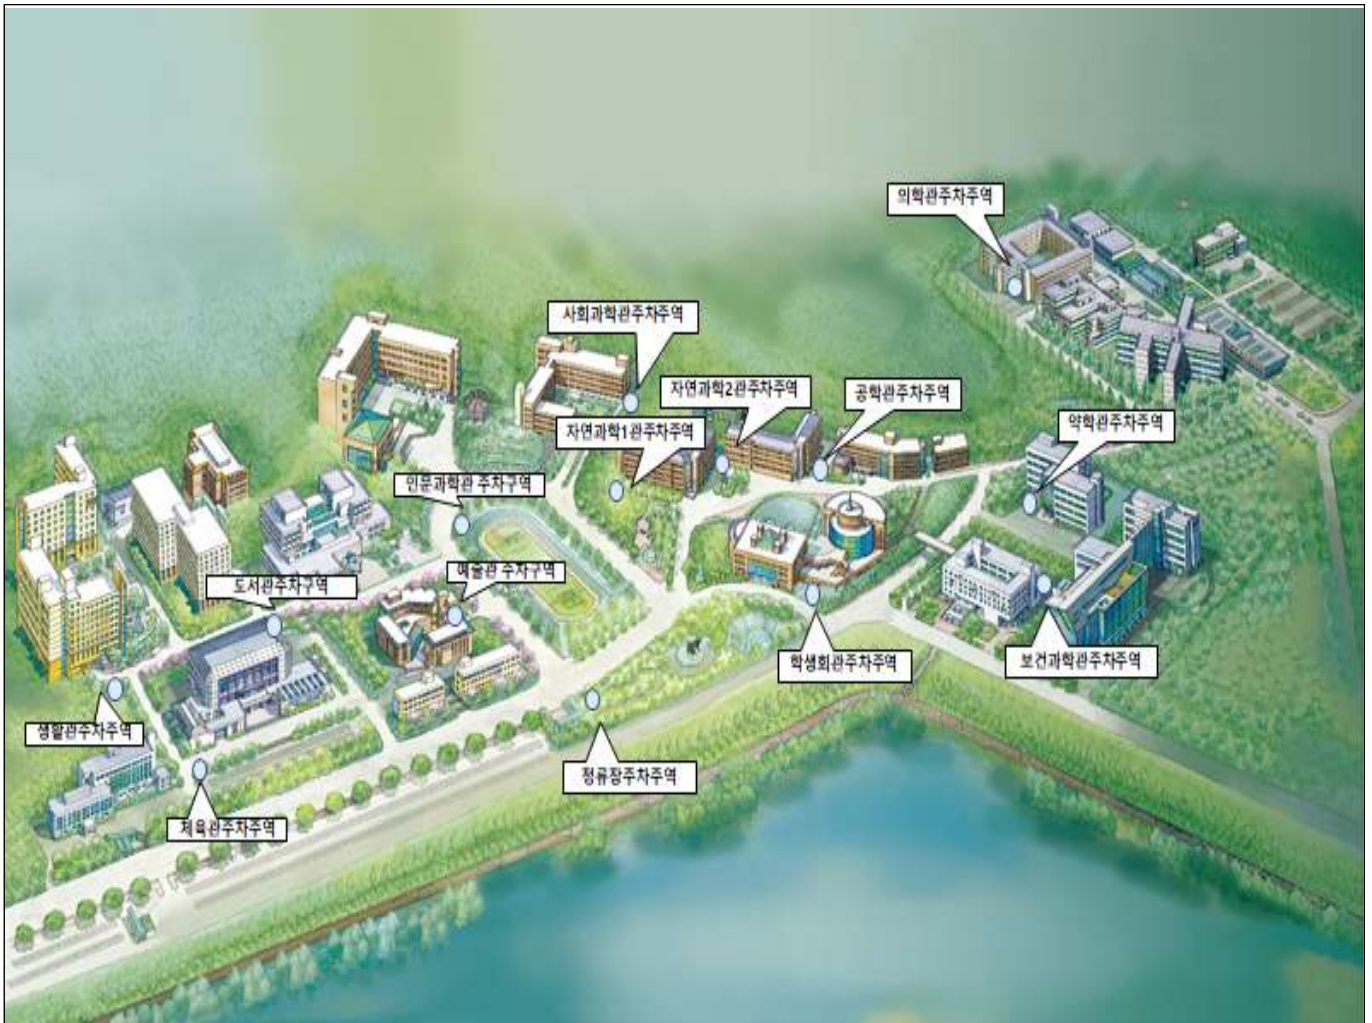 의학관주차주역
사회과학관주차주역
자연과학2관주차주역
공학관주차주역
자연과학1관주차주역
약학관주차주역
인문과학관 주차구역
예술관 주차구역
도서관주차구역
학생회관주차주역
보건과학관주차주역
생활관주차주역
정류장주차주역
체육관주차주역